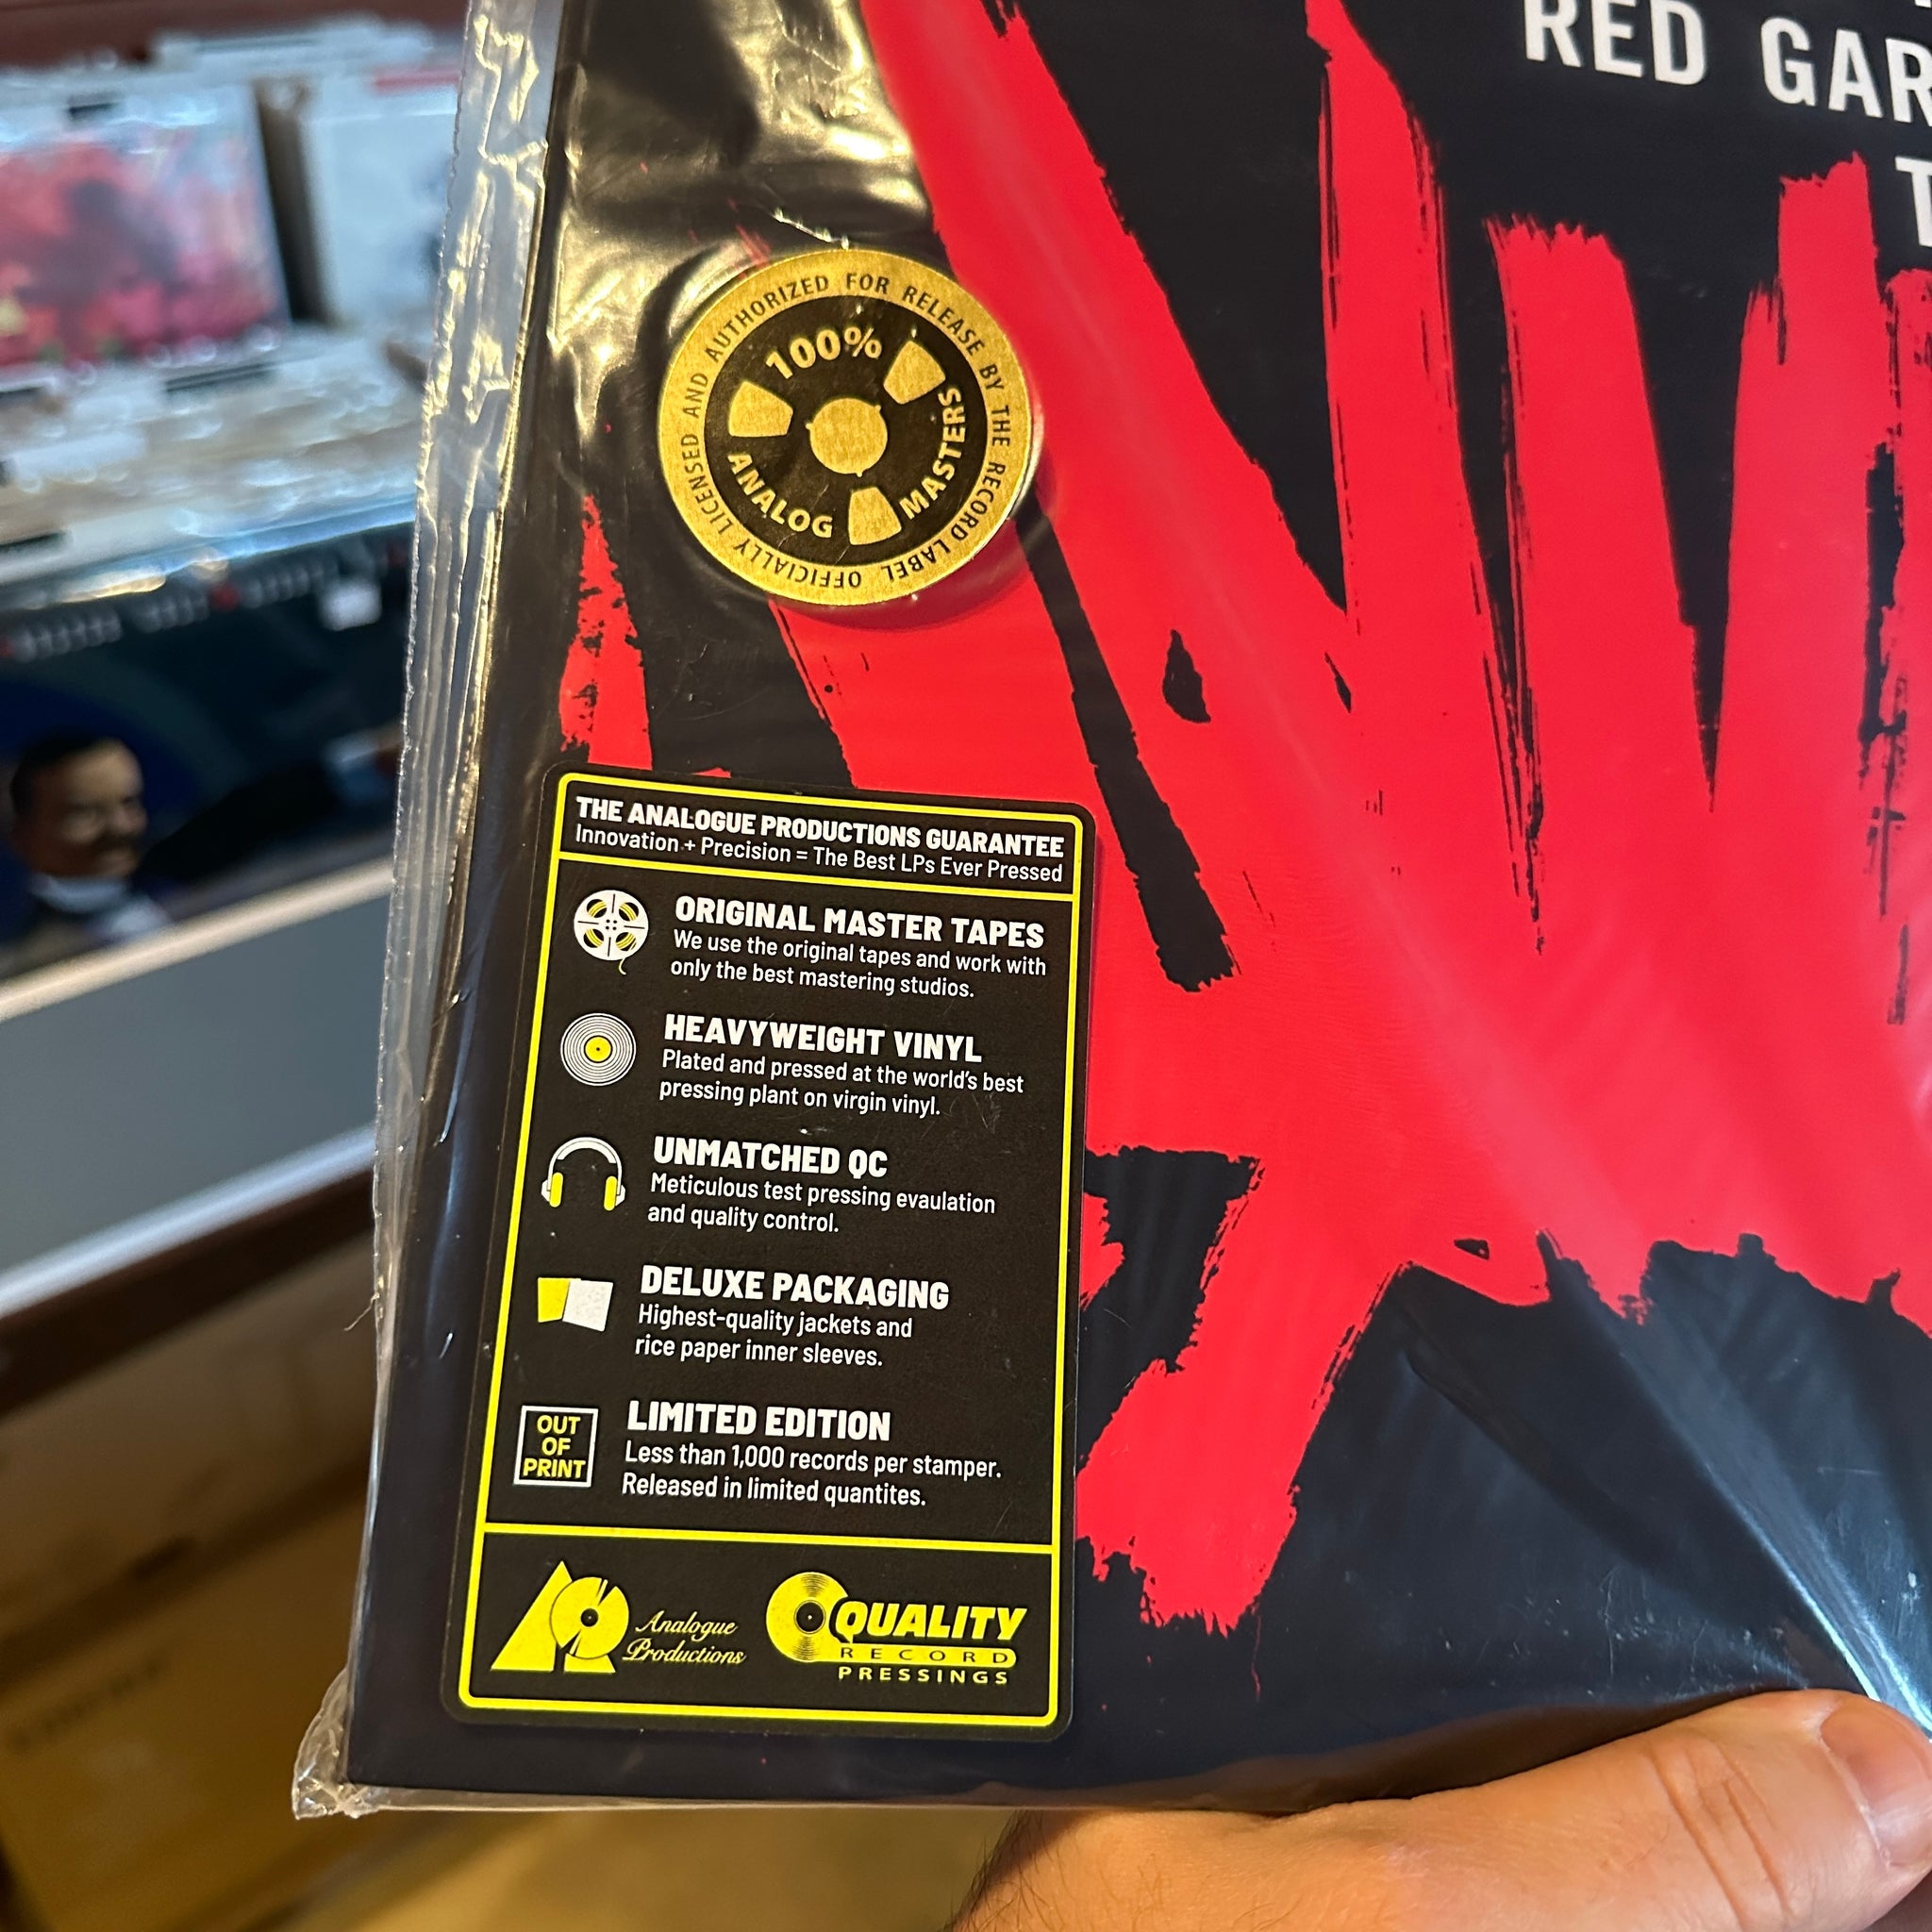 RED GAR
T
OFFICIALLY LICENSED AND AUTHORIZED FOR RELEASE BY THE RECORD LABEL
100%
ANALOG
MASTERS
THE ANALOGUE PRODUCTIONS GUARANTEE
Innovation + Precision = The Best LPs Ever Pressed
ORIGINAL MASTER TAPES
We use the original tapes and work with
only the best mastering studios.
HEAVYWEIGHT VINYL
Plated and pressed at the world's best
pressing plant on virgin vinyl.
UNMATCHED QC
Meticulous test pressing evaulation
and quality control.
DELUXE PACKAGING
Highest-quality jackets and
rice paper inner sleeves.
OUT
OF
PRINT
LIMITED EDITION
Less than 1,000 records per stamper.
Released in limited quantites.
Analogue
Productions
QUALITY
RECORD
PRESSINGS